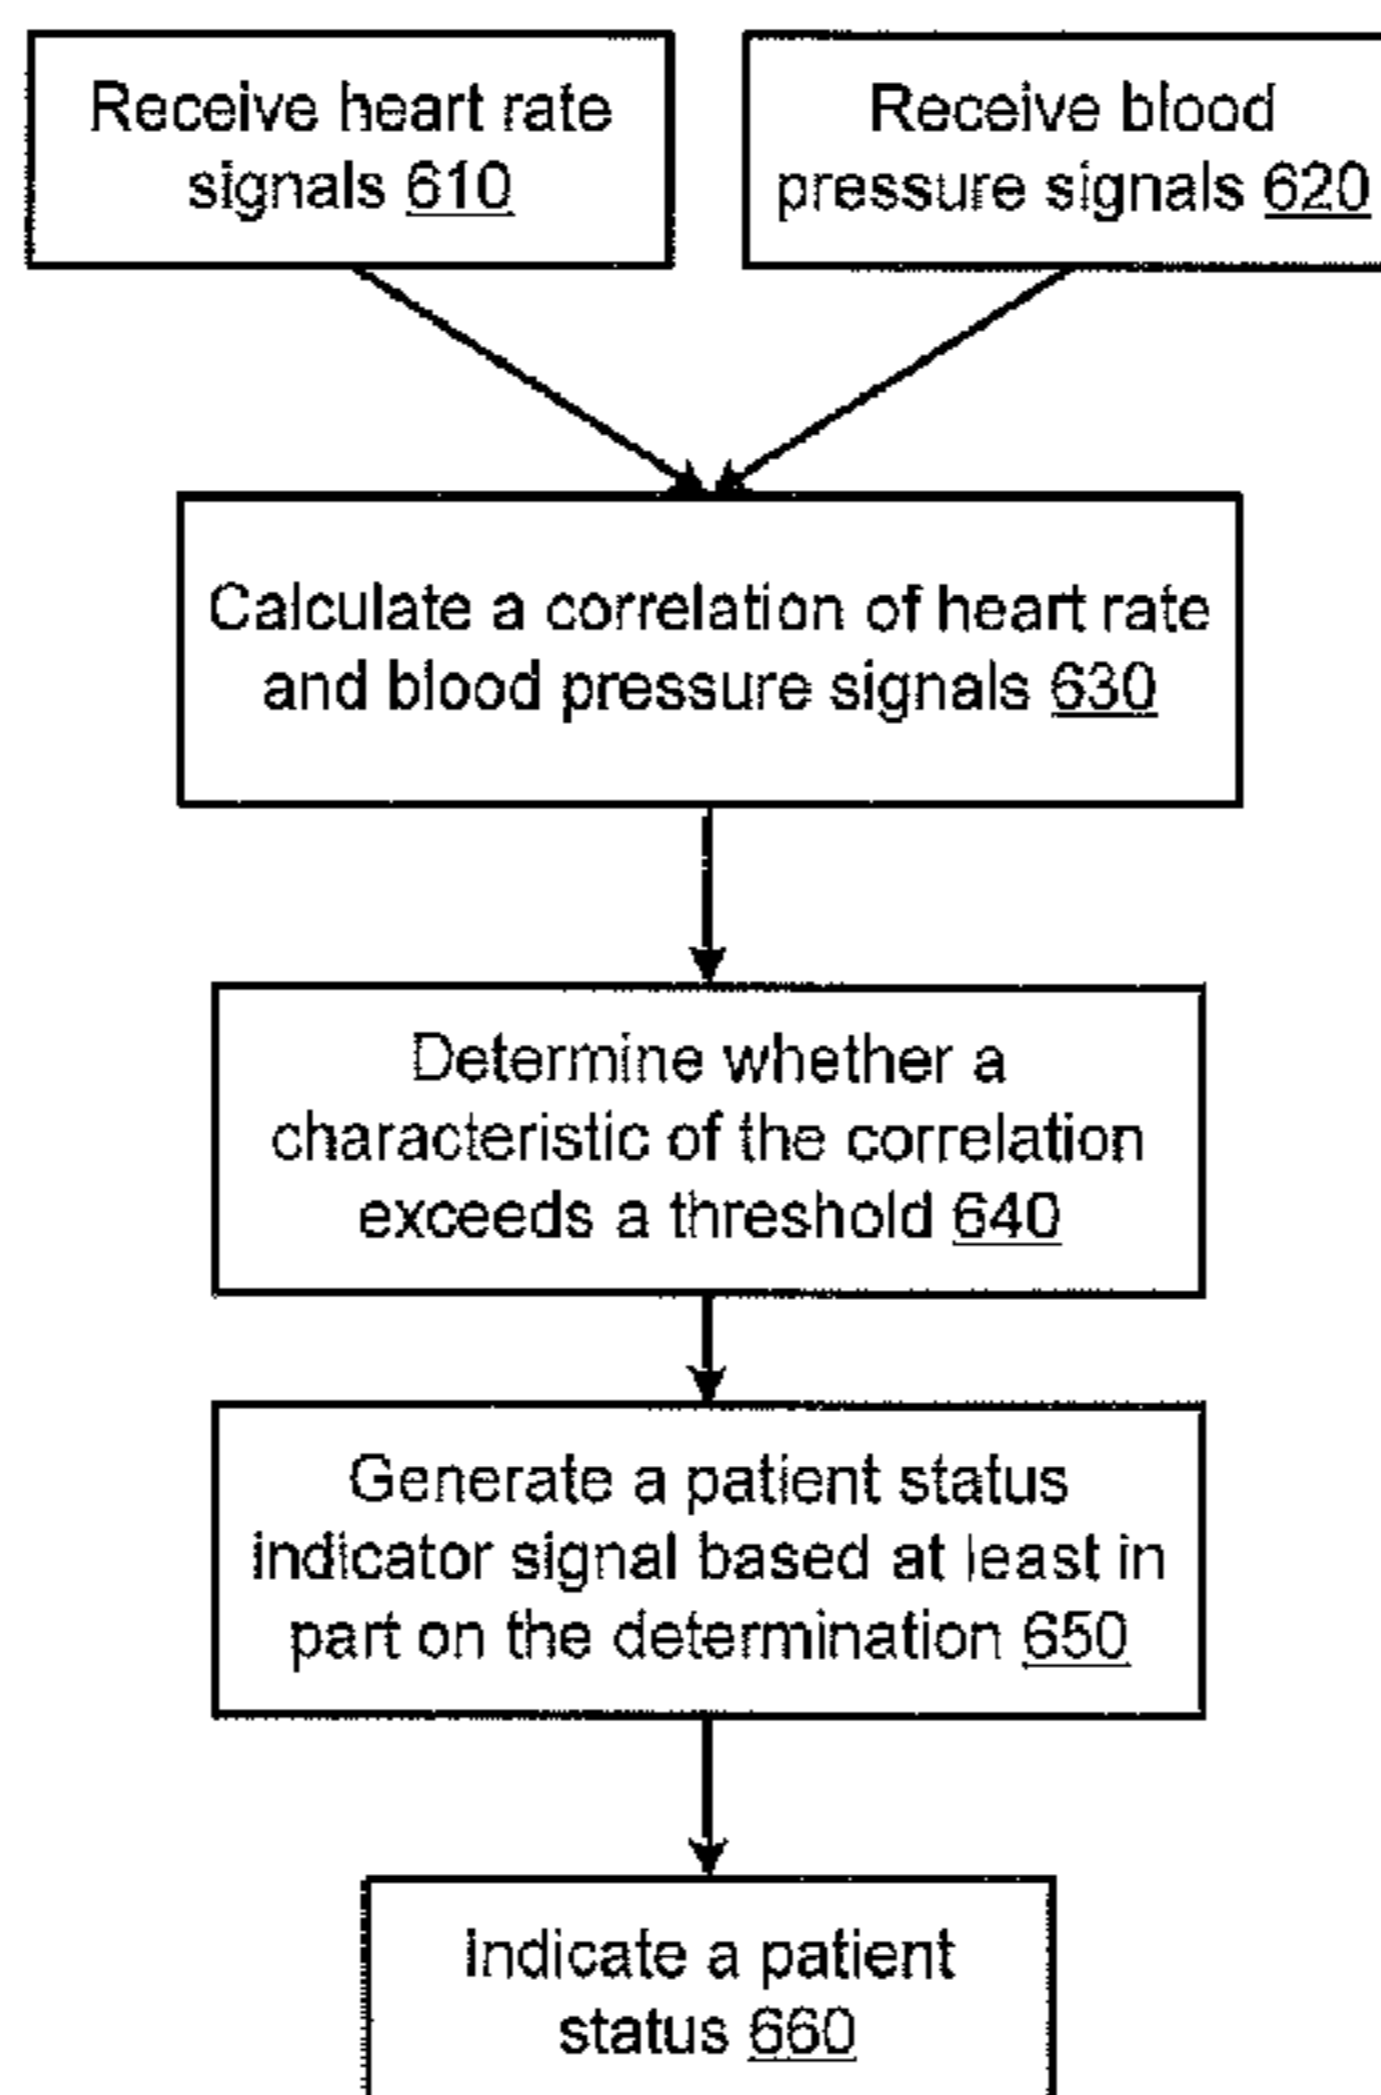 Receive heart rate
signals 610
Receive blood
pressure signals 620
Calculate a correlation of heart rate
and blood pressure signals 630
Determine whether a
characteristic of the correlation
exceeds a threshold 640
Generate a patient status
indicator signal based at least in
part on the determination 650
Indicate a patient
status 660